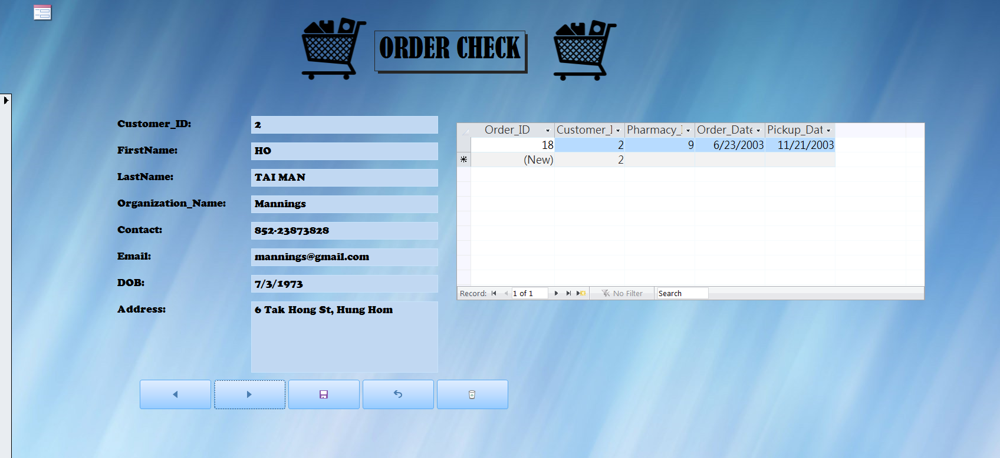 ORDER CHECK
Customer_ID: 2
FirstName: HO
LastName: TAI MAN
Organization_Name: Mannings
Contact: 852-23873828
Email: mannings@gmail.com
DOB: 7/3/1973
Address: 6 Tak Hong St, Hung Hom
Order_ID Customer_I Pharmacy_I Order_Date Pickup_Dat
18 2 9 6/23/2003 11/21/2003
(New) 2
Record: 1 of 1 No Filter Search